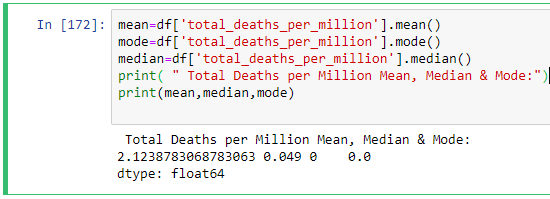 In [172]: mean=df['total_deaths_per_million'].mean()
mode=df['total_deaths_per_million'].mode()
median=df['total_deaths_per_million'].median()
print( " Total Deaths per Million Mean, Median & Mode:")
print(mean,median,mode)
Total Deaths per Million Mean, Median & Mode:
2.1238783068783063 0.049 0    0.0
dtype: float64